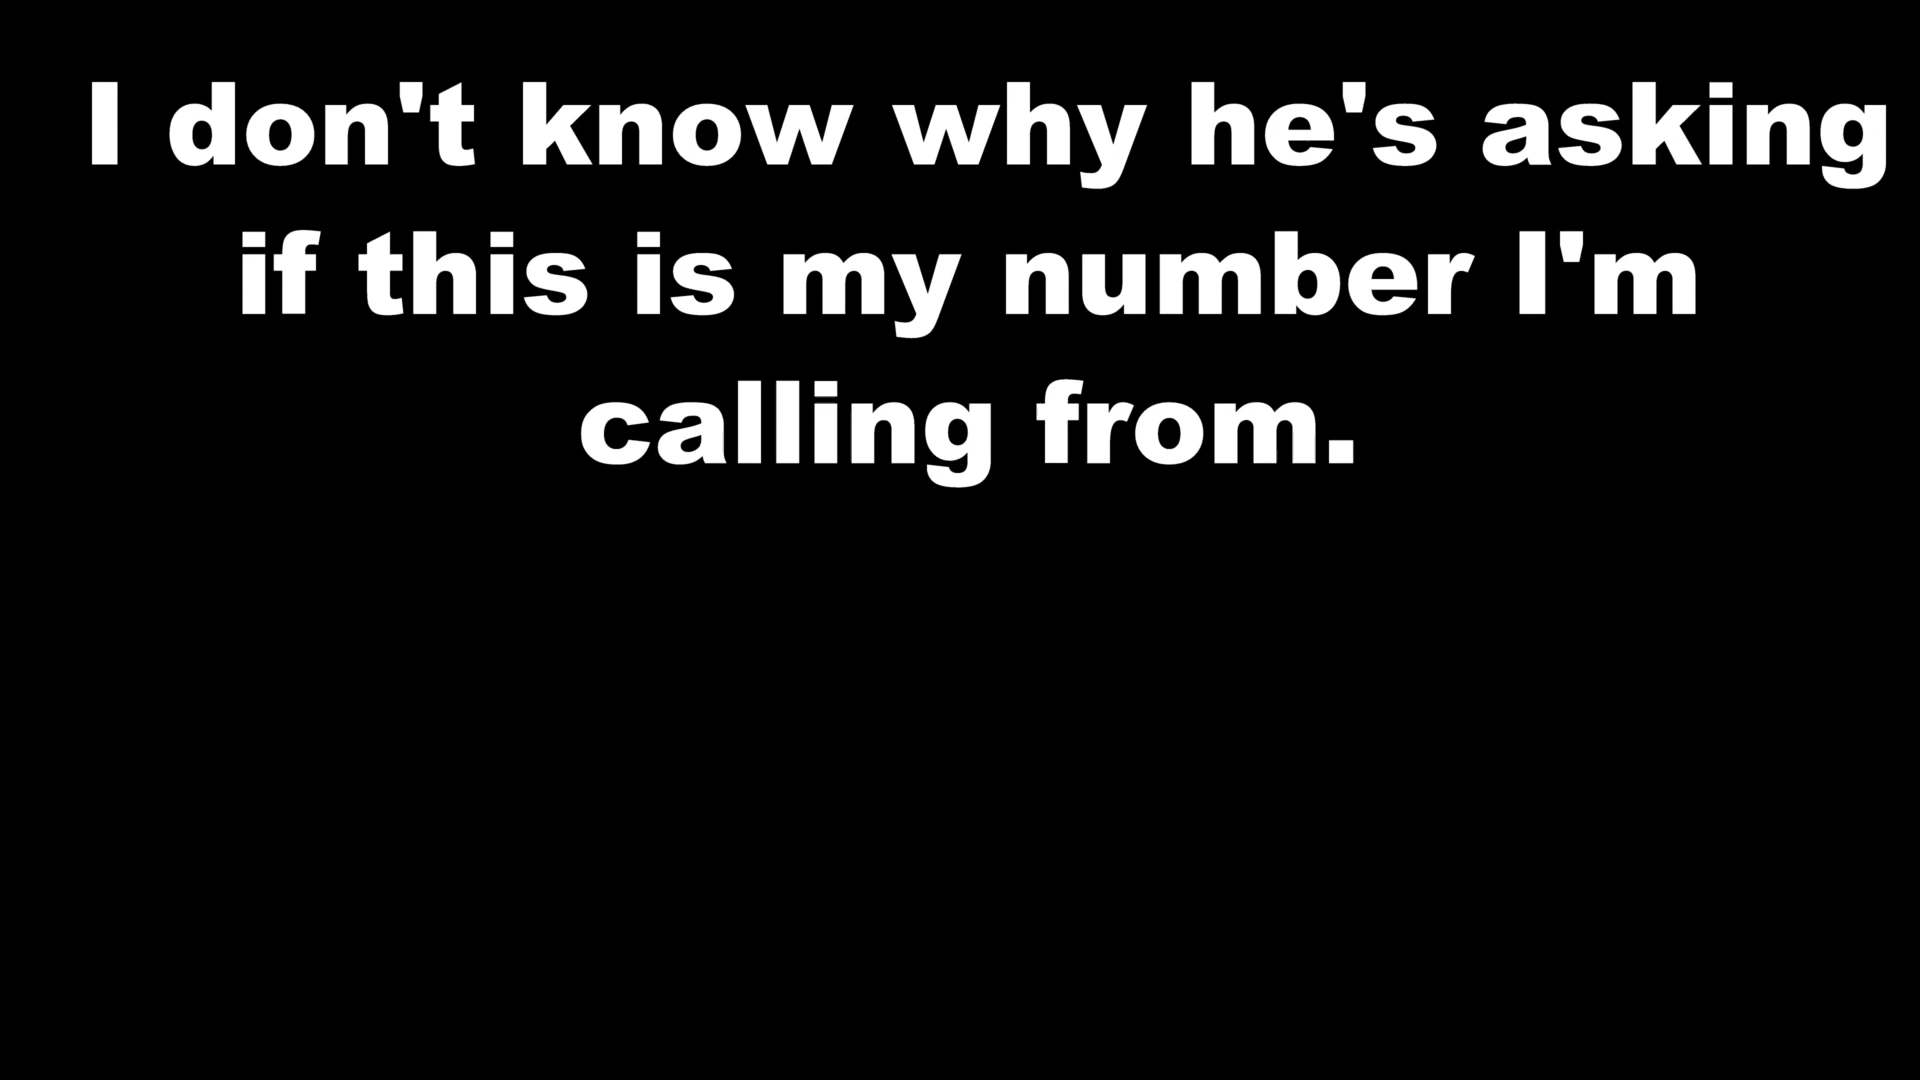 I don't know why he's asking
if this is my number I'm
calling from.